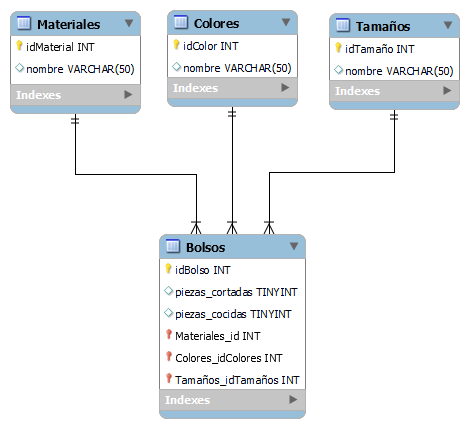 Materiales
idMaterial INT
nombre VARCHAR(50)
Indexes
Colores
idColor INT
nombre VARCHAR(50)
Indexes
Tamaños
idTamaño INT
nombre VARCHAR(50)
Indexes
Bolsos
idBolso INT
piezas_cortadas TINYINT
piezas_cocidas TINYINT
Materiales_id INT
Colores_idColores INT
Tamaños_idTamaños INT
Indexes